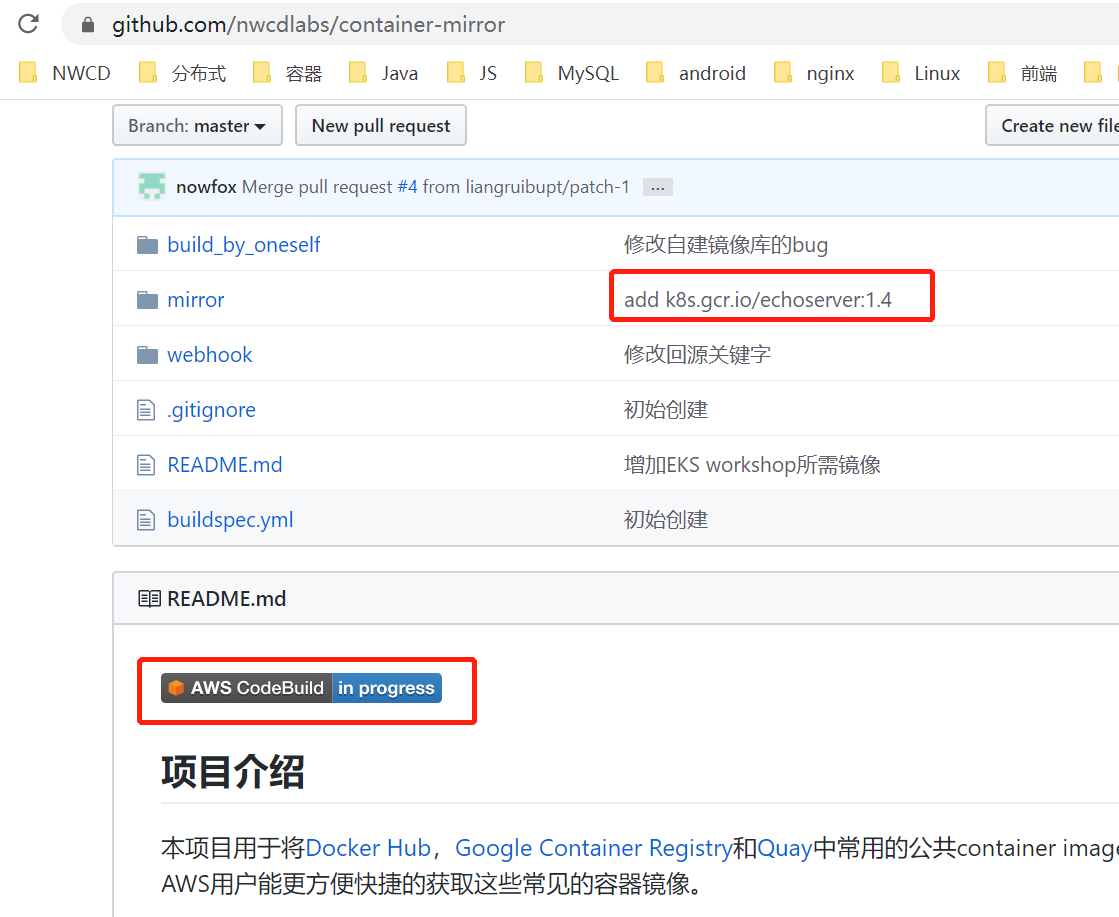 github.com/nwcdlabs/container-mirror
NWCD 分布式 容器 Java JS MySQL android nginx Linux 前端
Branch: master New pull request Create new file
nowfox Merge pull request #4 from liangruibupt/patch-1 ...
build_by_oneself 修改自建镜像库的bug
mirror add k8s.gcr.io/echoserver:1.4
webhook 修改回源关键字
.gitignore 初始创建
README.md 增加EKS workshop所需镜像
buildspec.yml 初始创建
README.md
AWS CodeBuild in progress
项目介绍
本项目用于将Docker Hub，Google Container Registry和Quay中常用的公共container image
AWS用户能更方便快捷的获取这些常见的容器镜像。